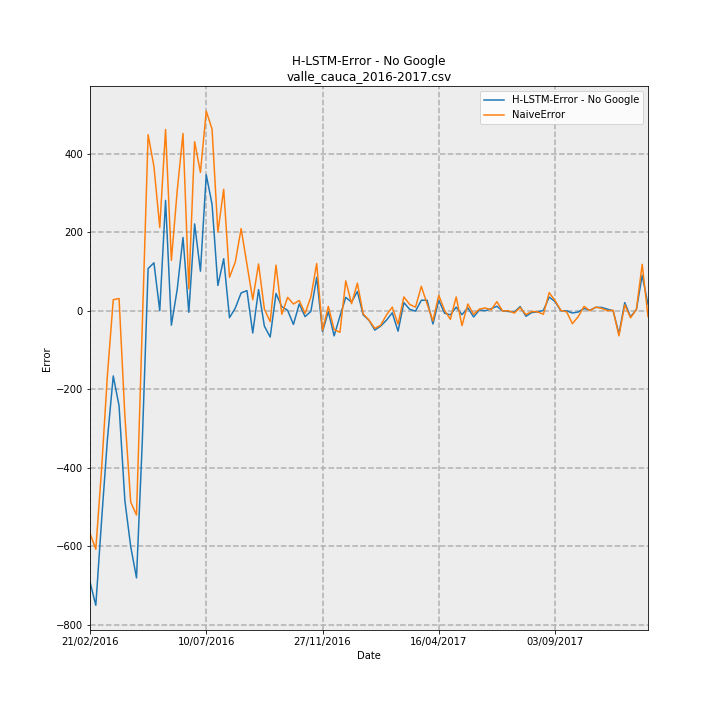 H-LSTM-Error - No Google
valle_cauca_2016-2017.csv
H-LSTM-Error - No Google
NaiveError
400
200
0
−200
−400
−600
−800
Error
21/02/2016
10/07/2016
27/11/2016
16/04/2017
03/09/2017
Date